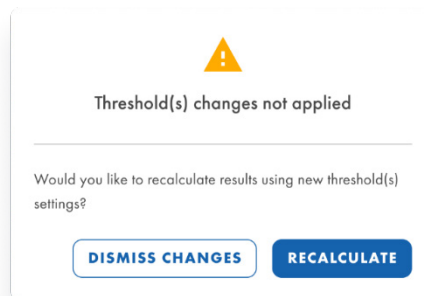 Threshold(s) changes not applied
Would you like to recalculate results using new threshold(s)
settings?
DISMISS CHANGES RECALCULATE